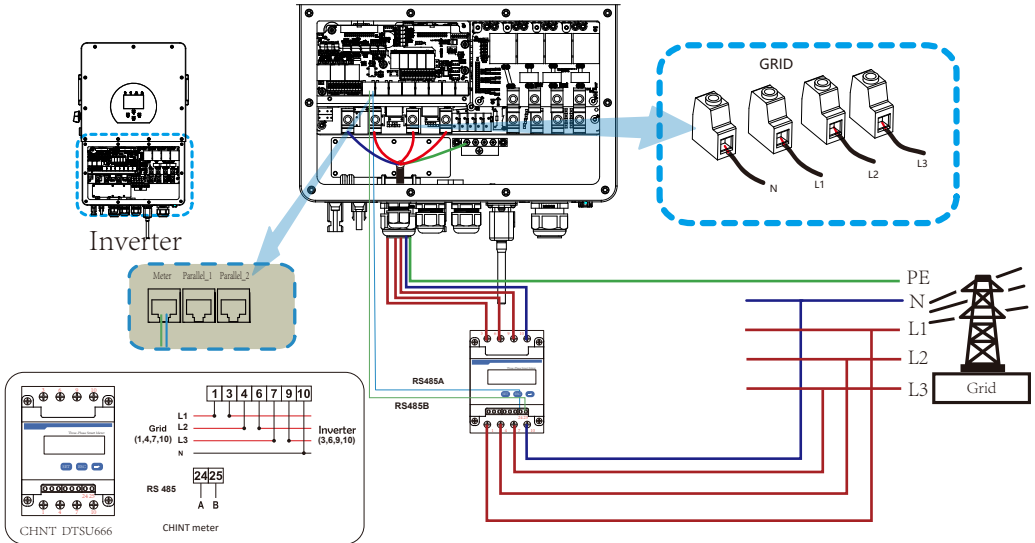 GRID
N
L1
L2
L3
Inverter
Meter Parallel_1 Parallel_2
PE
N
L1
L2
L3
Grid
RS485A
RS485B
1 3 4 6 7 9 10
L1
L2
L3
N
Grid
(1,4,7,10)
Inverter
(3,6,9,10)
24 25
RS 485
A B
CHNT DTSU666
CHINT meter